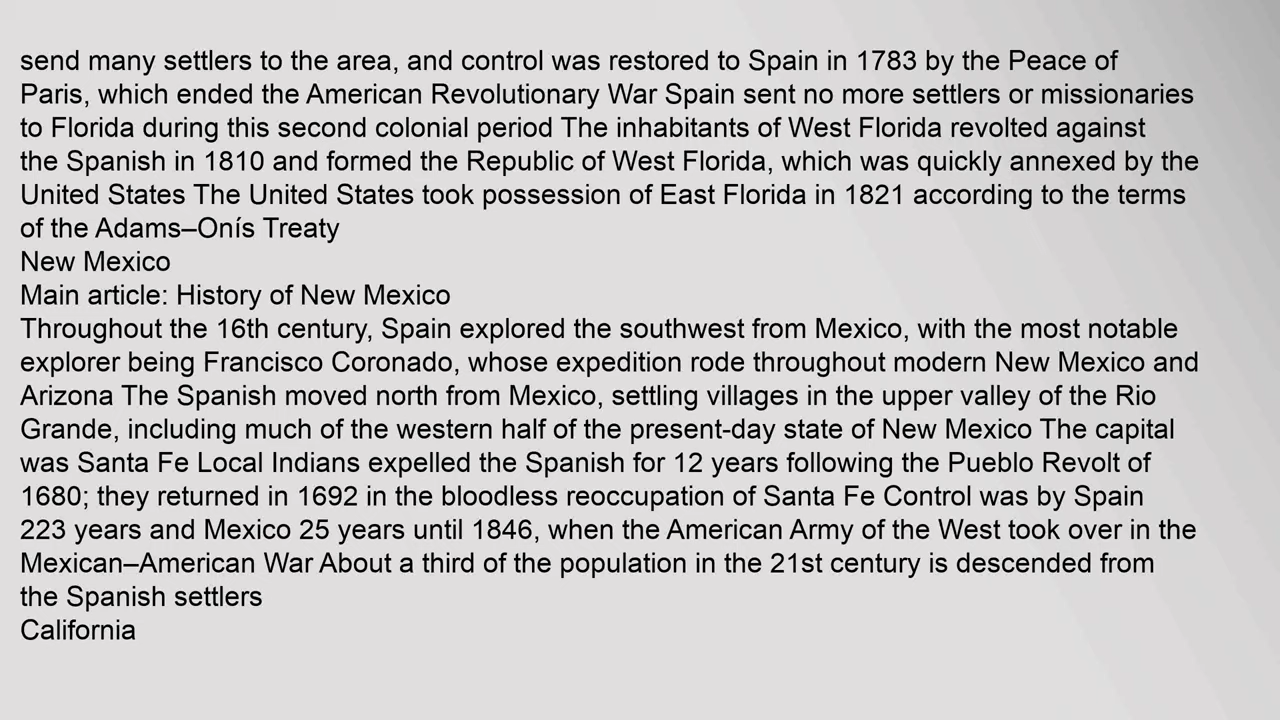 send many settlers to the area, and control was restored to Spain in 1783 by the Peace of
Paris, which ended the American Revolutionary War Spain sent no more settlers or missionaries
to Florida during this second colonial period The inhabitants of West Florida revolted against
the Spanish in 1810 and formed the Republic of West Florida, which was quickly annexed by the
United States The United States took possession of East Florida in 1821 according to the terms
of the Adams–Onís Treaty
New Mexico
Main article: History of New Mexico
Throughout the 16th century, Spain explored the southwest from Mexico, with the most notable
explorer being Francisco Coronado, whose expedition rode throughout modern New Mexico and
Arizona The Spanish moved north from Mexico, settling villages in the upper valley of the Rio
Grande, including much of the western half of the present-day state of New Mexico The capital
was Santa Fe Local Indians expelled the Spanish for 12 years following the Pueblo Revolt of
1680; they returned in 1692 in the bloodless reoccupation of Santa Fe Control was by Spain
223 years and Mexico 25 years until 1846, when the American Army of the West took over in the
Mexican–American War About a third of the population in the 21st century is descended from
the Spanish settlers
California